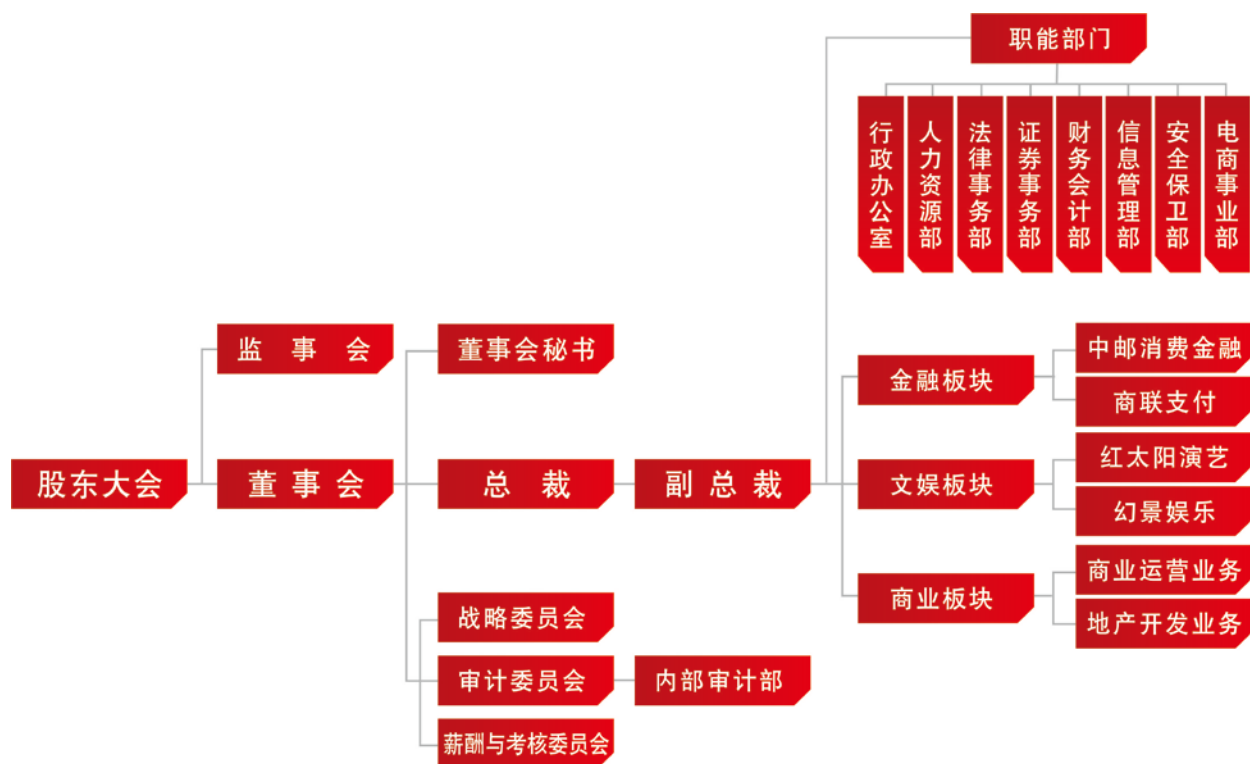 职能部门
行政办公室
人力资源部
法律事务部
证券事务部
财务会计部
信息管理部
安全保卫部
电商事业部
监事会
董事会秘书
金融板块
中邮消费金融
商联支付
股东大会
董事会
总裁
副总裁
文娱板块
红太阳演艺
幻景娱乐
商业板块
商业运营业务
地产开发业务
战略委员会
审计委员会
内部审计部
薪酬与考核委员会